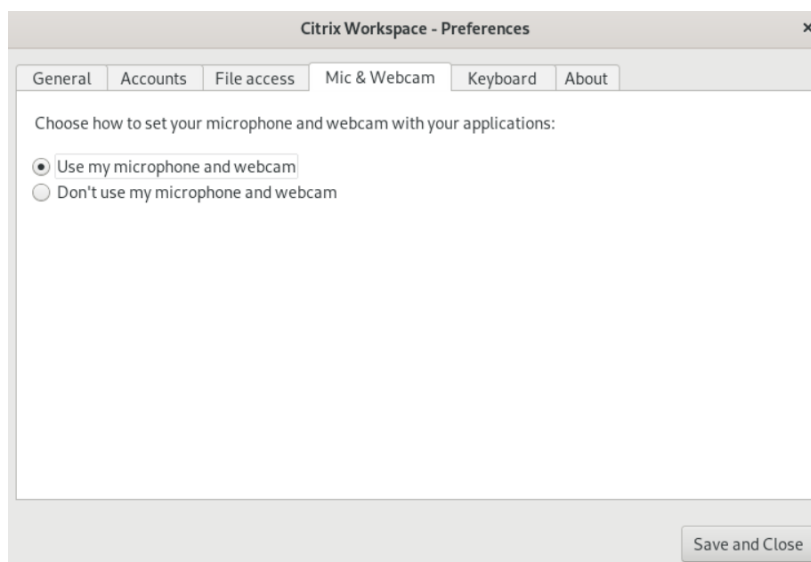 Citrix Workspace - Preferences
General Accounts File access Mic & Webcam Keyboard About
Choose how to set your microphone and webcam with your applications:
Use my microphone and webcam
Don't use my microphone and webcam
Save and Close